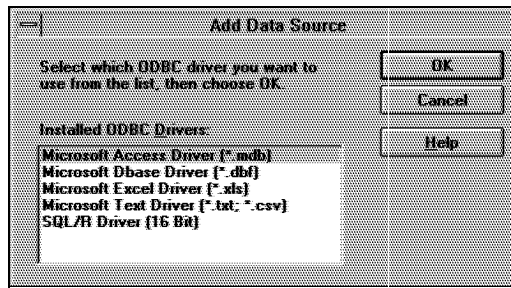 Add Data Source
Select which ODBC driver you want to
use from the list, then choose OK.
OK
Cancel
Help
Installed ODBC Drivers:
Microsoft Access Driver (*.mdb)
Microsoft Dbase Driver (*.dbf)
Microsoft Excel Driver (*.xls)
Microsoft Text Driver (*.txt; *.csv)
SQL/R Driver (16 Bit)